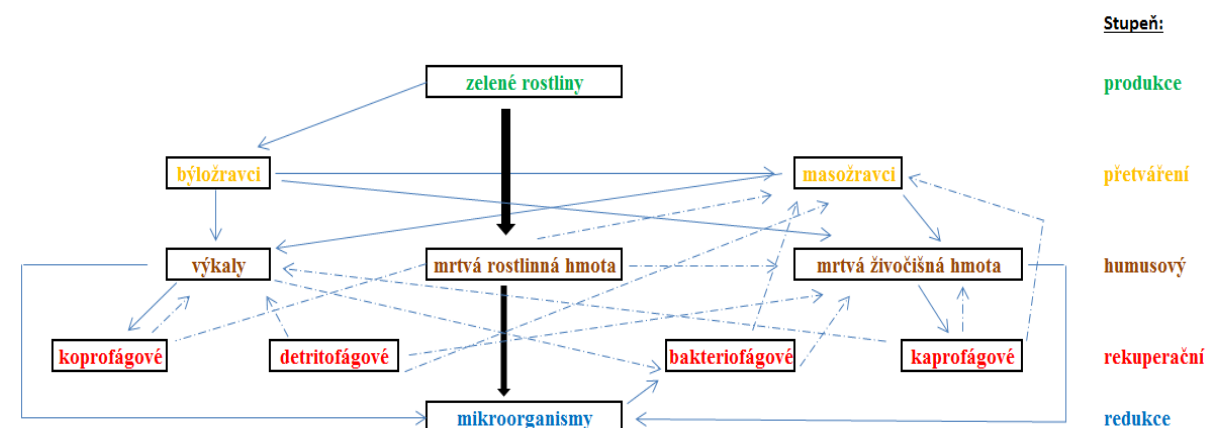 Stupeň:
zelené rostliny produkce
býložravci masožravci přetváření
výkaly mrtvá rostlinná hmota mrtvá živočišná hmota humusový
koprofágové detritofágové bakteriofágové kaprofágové rekuperační
mikroorganismy redukce